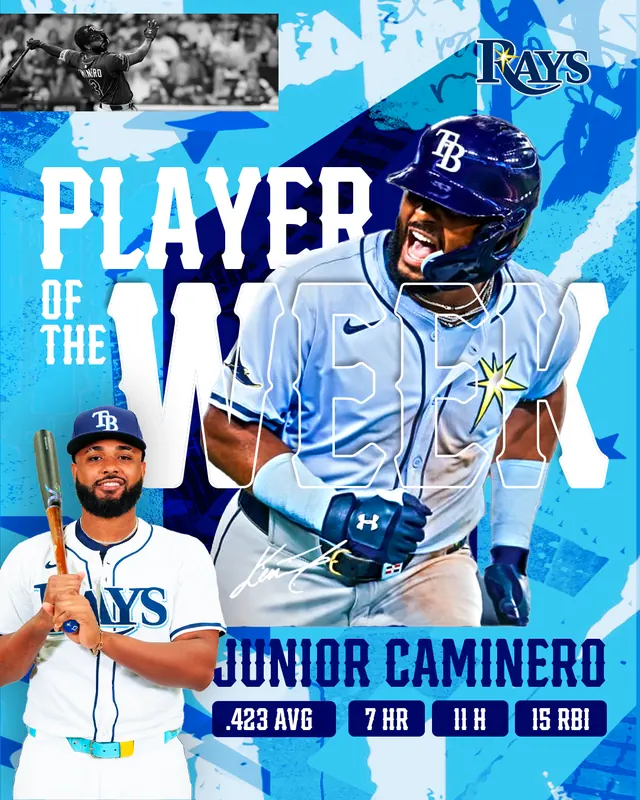 RAYS
PLAYER
OF
THE
WEEK
TB
TB
RAYS
JUNIOR CAMINERO
.423 AVG 7 HR 11 H 15 RBI